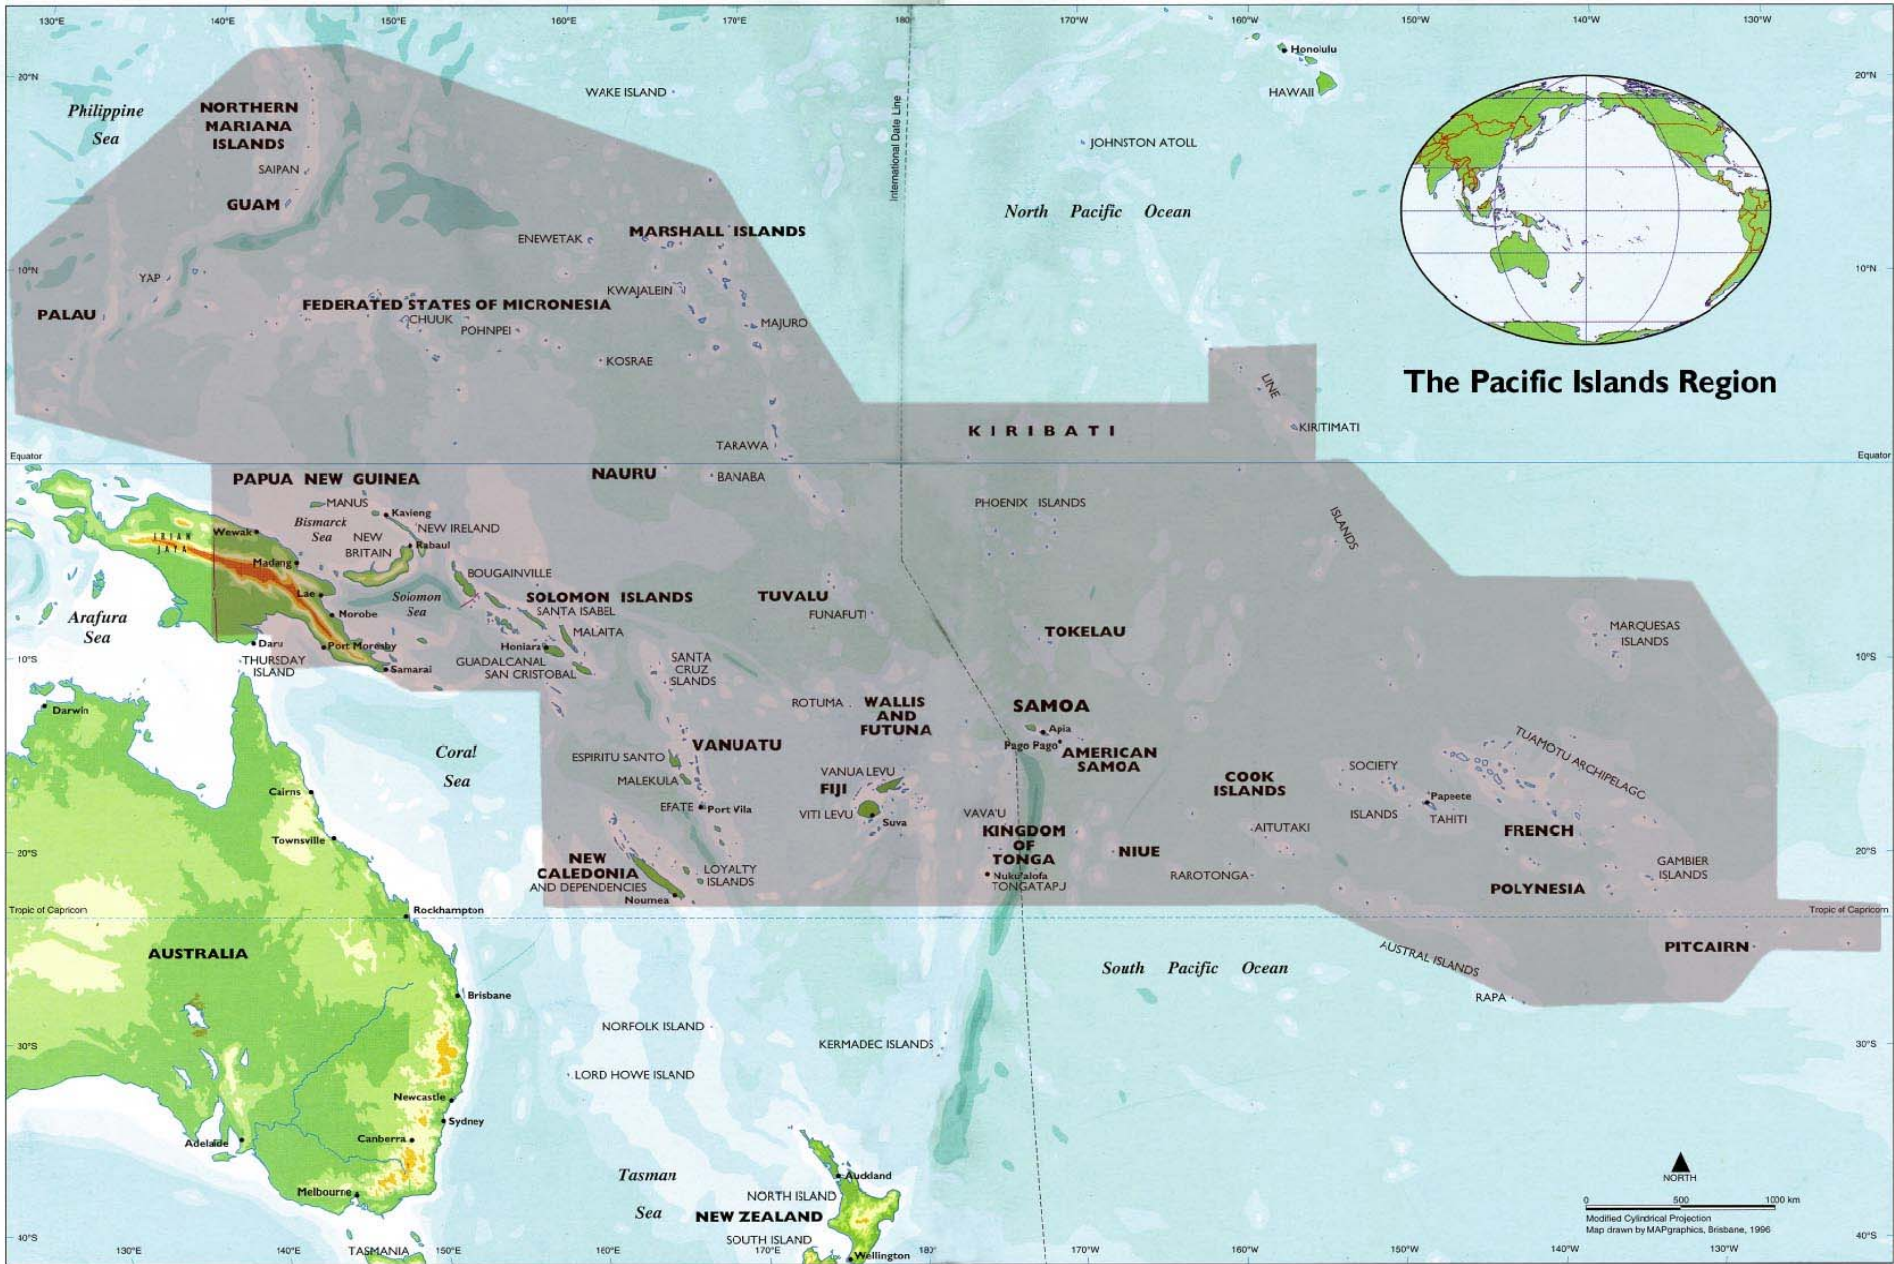 130°E
140°E
150°E
160°E
170°E
180
170°W
160°W
150°W
140°W
130°W
20°N
20°N
Honolulu
HAWAII
WAKE ISLAND
Philippine
Sea
NORTHERN
MARIANA
ISLANDS
SAIPAN
GUAM
International Date Line
JOHNSTON ATOLL
North Pacific Ocean
ENEWETAK
MARSHALL ISLANDS
10°N
10°N
YAP
KWAJALEIN
PALAU
FEDERATED STATES OF MICRONESIA
CHUUK
POHNPEI
MAJURO
KOSRAE
The Pacific Islands Region
LINE
KIRITIMATI
KIRIBATI
TARAWA
Equator
Equator
PAPUA NEW GUINEA
NAURU
BANABA
MANUS
Kavieng
PHOENIX ISLANDS
ISLANDS
Bismarck
Sea
NEW IRELAND
Wewak
NEW
BRITAIN
Rabaul
IRIAN
JAYA
Madang
BOUGAINVILLE
Lae
Solomon
Sea
SOLOMON ISLANDS
TUVALU
SANTA ISABEL
Morobe
FUNAFUTI
Arafura
Sea
MALAITA
TOKELAU
MARQUESAS
ISLANDS
Daru
Port Moresby
Honiara
10°S
10°S
THURSDAY
ISLAND
Samarai
GUADALCANAL
SAN CRISTOBAL
SANTA
CRUZ
SLANDS
ROTUMA
WALLIS
AND
FUTUNA
SAMOA
Darwin
Apia
Pago Pago
AMERICAN
SAMOA
TUAMOTU ARCHIPELAGO
Coral
Sea
ESPIRITU SANTO
VANUATU
MALEKULA
VANUA LEVU
FIJI
COOK
ISLANDS
SOCIETY
ISLANDS
Cairns
EFATE
Port Vila
VITI LEVU
Suva
VAVA'U
Papeete
TAHITI
Townsville
KINGDOM
OF
TONGA
AITUTAKI
FRENCH
POLYNESIA
20°S
20°S
NEW
CALEDONIA
AND DEPENDENCIES
LOYALTY
ISLANDS
NIUE
Nuku'alofa
TONGATAPU
RAROTONGA
GAMBIER
ISLANDS
Noumea
Tropic of Capricorn
Tropic of Capricorn
Rockhampton
AUSTRALIA
AUSTRAL ISLANDS
PITCAIRN
South Pacific Ocean
Brisbane
RAPA
NORFOLK ISLAND
30°S
30°S
KERMADEC ISLANDS
LORD HOWE ISLAND
Newcastle
Sydney
Adelaide
Canberra
Tasman
Sea
Auckland
NORTH
Melbourne
NORTH ISLAND
0 500 1000 km
NEW ZEALAND
Modified Cylindrical Projection
Map drawn by MAPgraphics, Brisbane, 1996
SOUTH ISLAND
40°S
40°S
TASMANIA
Wellington
130°E
140°E
150°E
160°E
170°E
180°
170°W
160°W
150°W
140°W
130°W